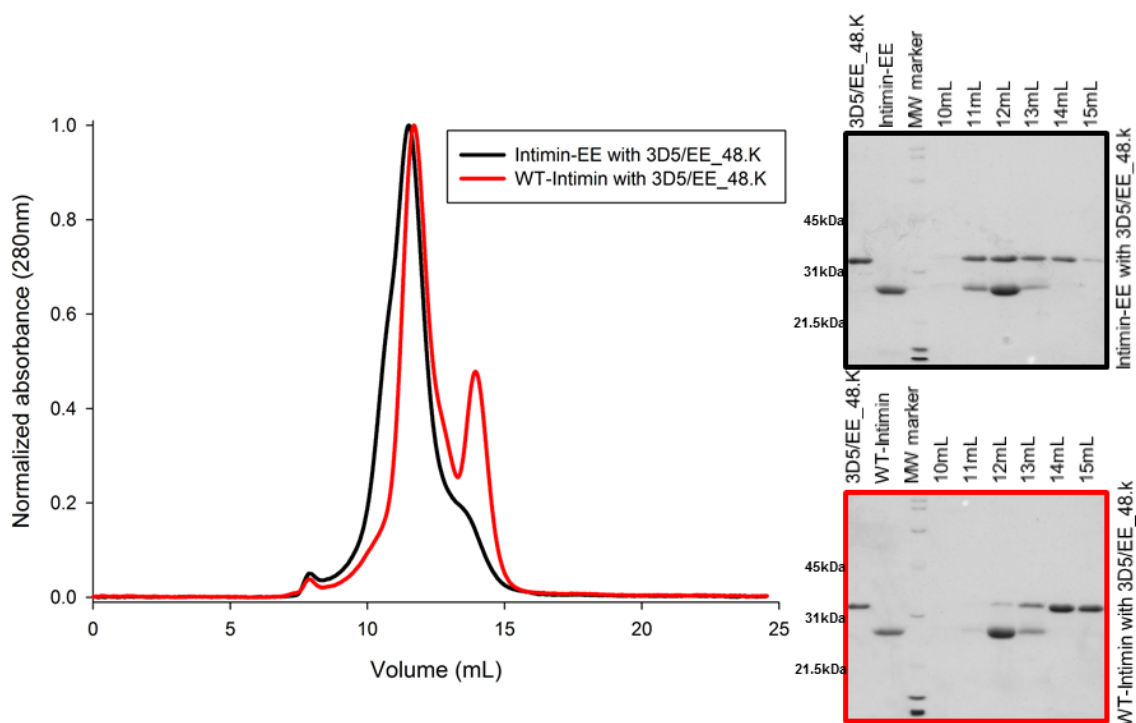 1.0
0.8
0.6
0.4
0.2
0.0
Normalized absorbance (280nm)
0
5
10
15
20
25
Volume (mL)
Intimin-EE with 3D5/EE_48.K
WT-Intimin with 3D5/EE_48.K
3D5/EE_48.K
Intimin-EE
MW marker
10mL
11mL
12mL
13mL
14mL
15mL
45kDa
31kDa
21.5kDa
Intimin-EE with 3D5/EE_48.k
3D5/EE_48.K
WT-Intimin
MW marker
10mL
11mL
12mL
13mL
14mL
15mL
45kDa
31kDa
21.5kDa
WT-Intimin with 3D5/EE_48.k